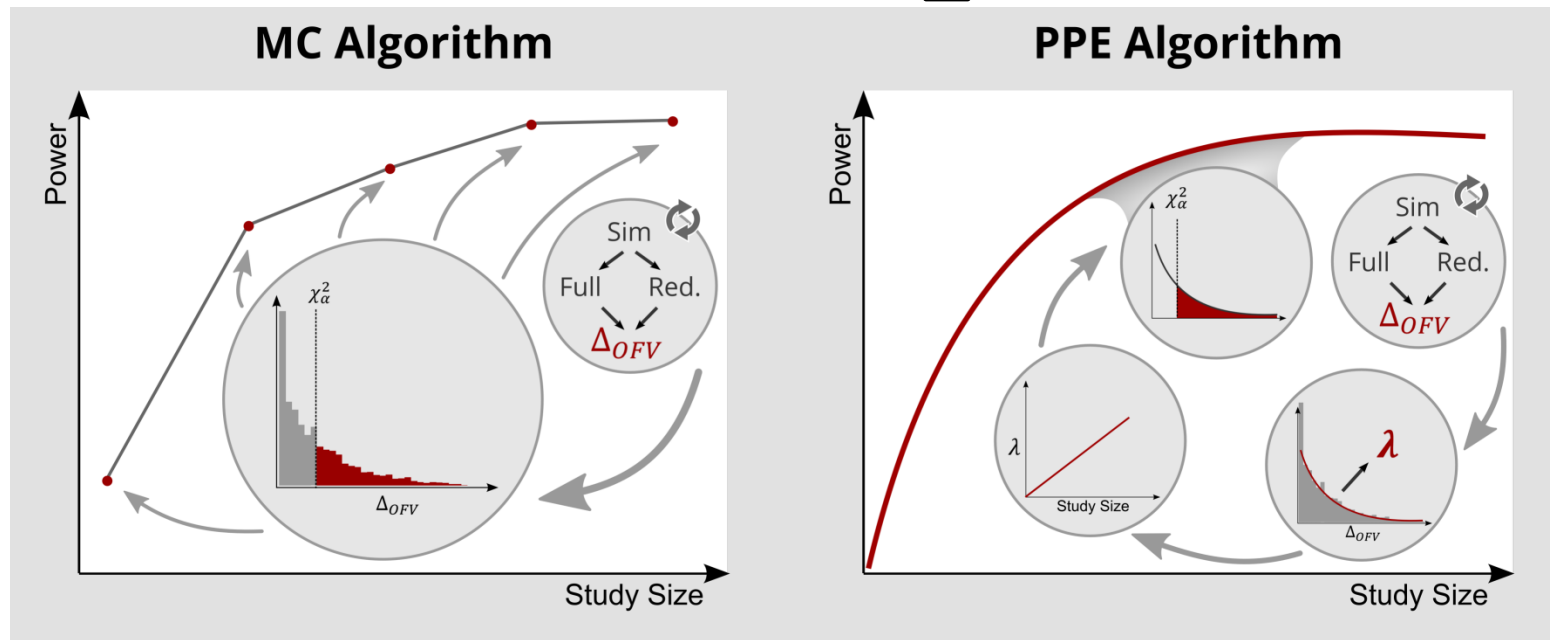 MC Algorithm
Power
χ²α
ΔOFV
Sim
Full Red.
ΔOFV
Study Size
PPE Algorithm
Power
χ²α
Sim
Full Red.
ΔOFV
λ
Study Size
λ
ΔOFV
Study Size